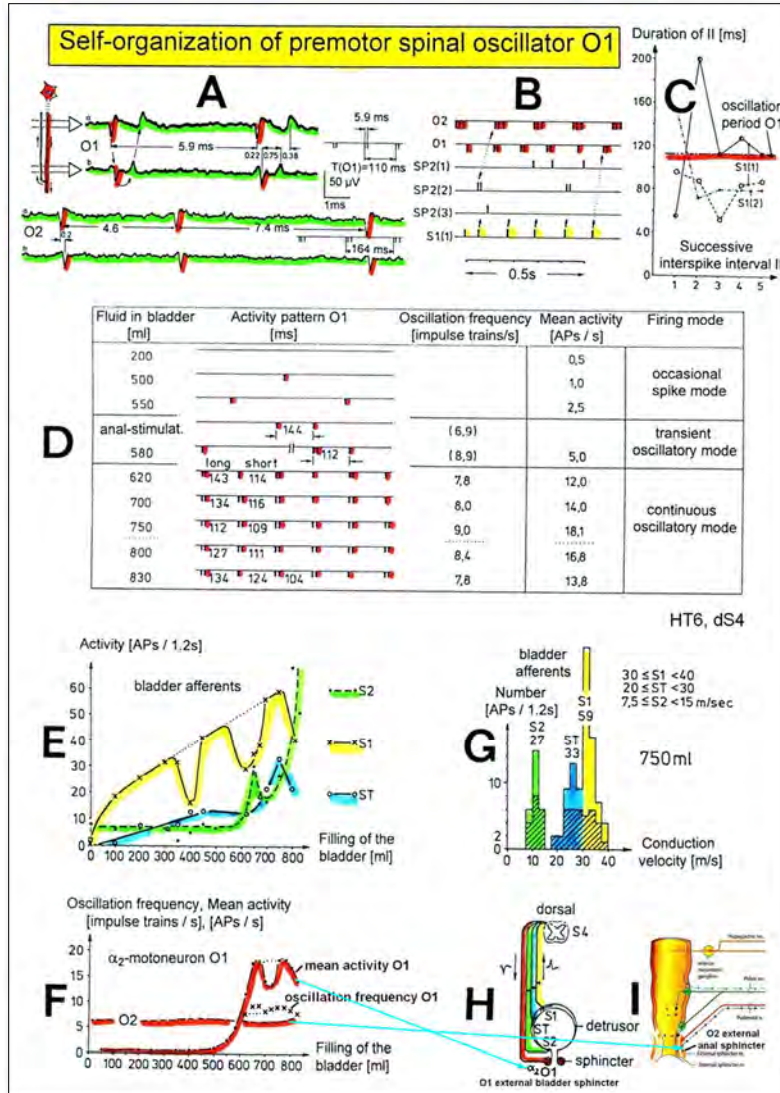 Self-organization of premotor spinal oscillator O1
A
a
O1
5.9 ms
0.22 0.75 0.38
b
5.9 ms
T(O1)=110 ms
50 µV
1ms
a
O2
4.6
7.4 ms
0.2
164 ms
B
O2
O1
SP2(1)
SP2(2)
SP2(3)
S1(1)
0.5s
Duration of II [ms]
C
200
160
120
80
40
0
oscillation
period O1
S1(1)
S1(2)
Successive
interspike interval II
1 2 3 4 5
D
Fluid in bladder Activity pattern O1 Oscillation frequency Mean activity Firing mode
[ml] [ms] [impulse trains/s] [APs / s]
200 0,5
500 1,0 occasional
spike mode
550 2,5
anal-stimulat. 144 (6,9) transient
oscillatory mode
580 112 (8,9) 5,0
long short
620 143 114 7,8 12,0
700 134 116 8,0 14,0 continuous
oscillatory mode
750 112 109 9,0 18,1
800 127 111 8,4 16,8
830 134 124 104 7,8 13,8
HT6, dS4
E
Activity [APs / 1.2s]
bladder afferents
60
50
40
30
20
10
0
S2
S1
ST
0 100 200 300 400 500 600 700 800
Filling of the
bladder [ml]
G
bladder
afferents
Number
[APs / 1.2s]
S1
59
S2
27
ST
33
30 ≤ S1 <40
20 ≤ ST <30
7,5 ≤ S2 <15 m/sec
750ml
10
2
0
0 10 20 30 40
Conduction
velocity [m/s]
F
Oscillation frequency, Mean activity
[impulse trains / s], [APs / s]
α2-motoneuron O1
20
15
10
5
0
mean activity O1
oscillation frequency O1
O2
0 100 200 300 400 500 600 700 800
Filling of the
bladder [ml]
H
dorsal
S4
S1
ST
S2
detrusor
sphincter
α2O1
O1 external bladder sphincter
I
O2 external
anal sphincter